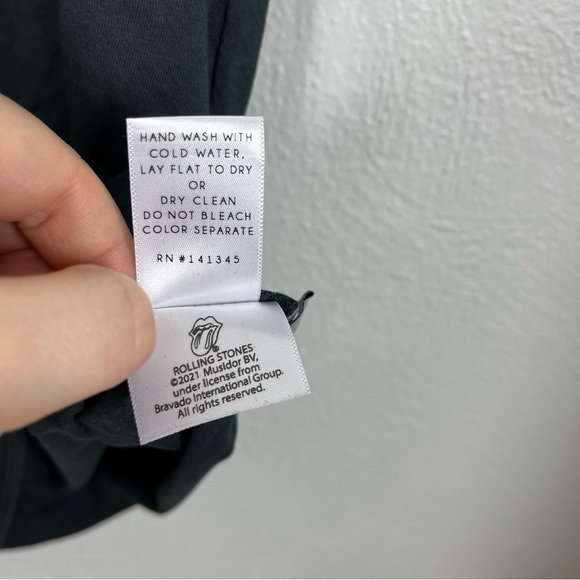 HAND WASH WITH
COLD WATER,
LAY FLAT TO DRY
OR
DRY CLEAN
DO NOT BLEACH
COLOR SEPARATE
RN #141345
®
ROLLING STONES
©2021 Musidor BV,
under license from
Bravado International Group.
All rights reserved.